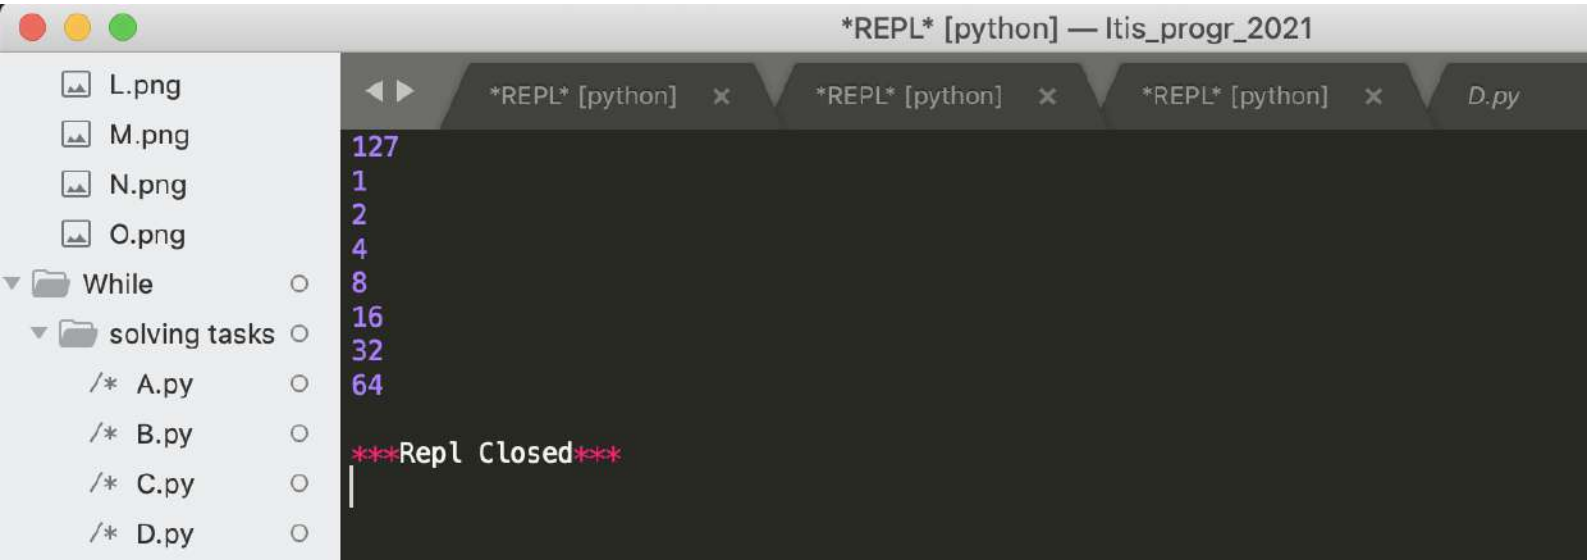 *REPL* [python] — Itis_progr_2021
L.png
M.png
N.png
O.png
While
solving tasks
/* A.py
/* B.py
/* C.py
/* D.py
*REPL* [python] × *REPL* [python] × *REPL* [python] × D.py
127
1
2
4
8
16
32
64
***Repl Closed***